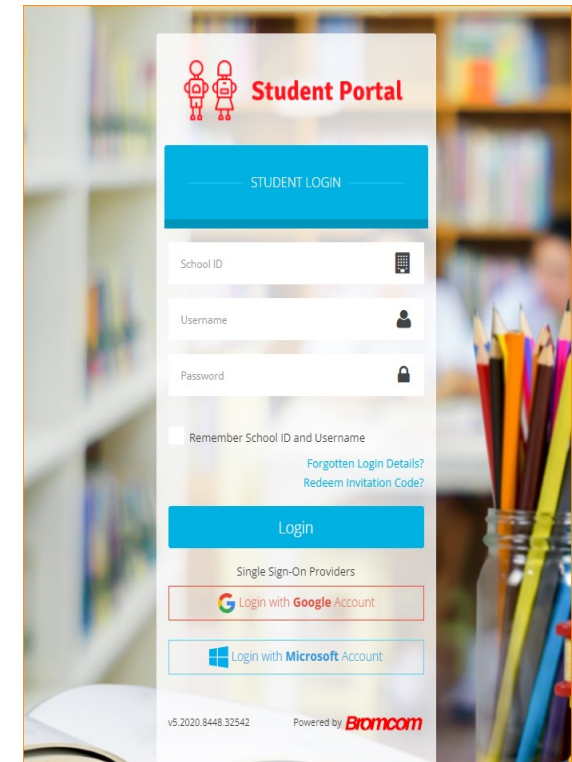 Student Portal
STUDENT LOGIN
School ID
Username
Password
Remember School ID and Username
Forgotten Login Details?
Redeem Invitation Code?
Login
Single Sign-On Providers
Login with Google Account
Login with Microsoft Account
v5.2020.8448.32542 Powered by Bromcom